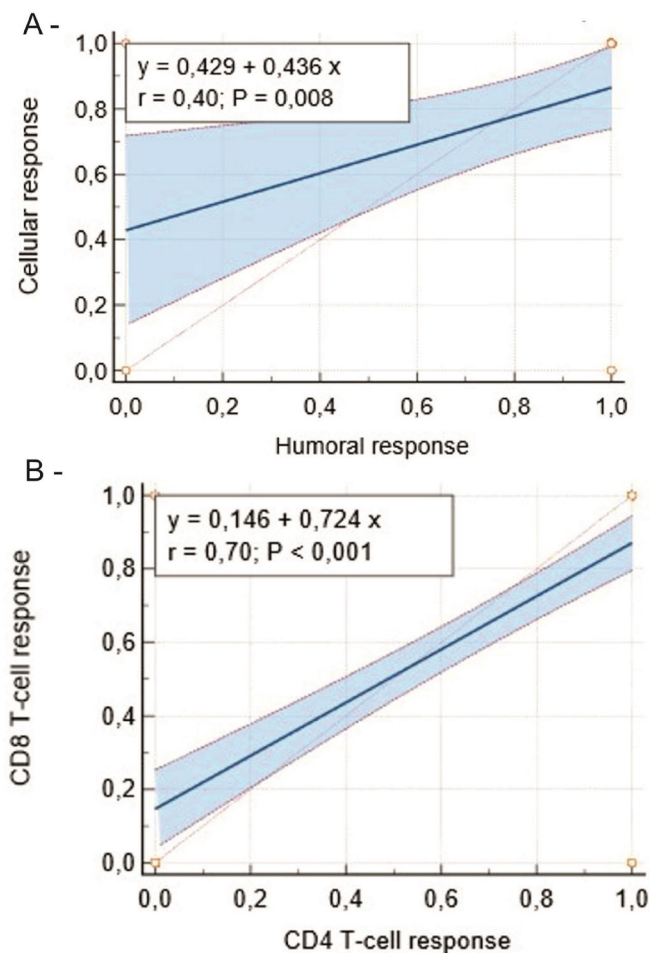 A -
1,0
0,8
0,6
0,4
0,2
0,0
Cellular response
y = 0,429 + 0,436 x
r = 0,40; P = 0,008
0,0 0,2 0,4 0,6 0,8 1,0
Humoral response
B -
1,0
0,8
0,6
0,4
0,2
0,0
CD8 T-cell response
y = 0,146 + 0,724 x
r = 0,70; P < 0,001
0,0 0,2 0,4 0,6 0,8 1,0
CD4 T-cell response